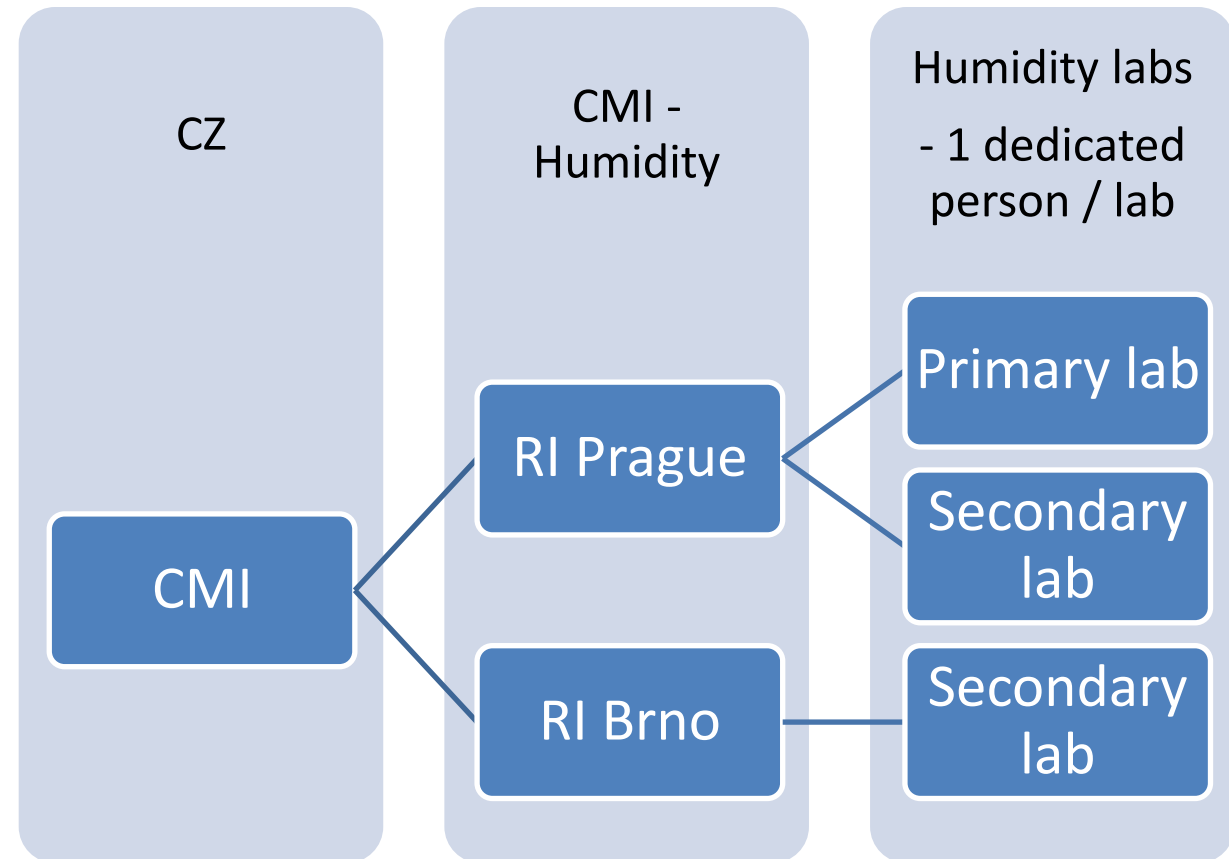 CZ
CMI -
Humidity
Humidity labs
- 1 dedicated
person / lab
CMI
RI Prague
RI Brno
Primary lab
Secondary
lab
Secondary
lab